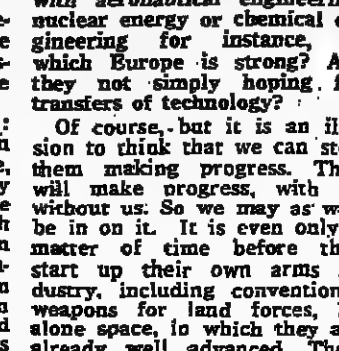 with aeronautical engineer
nuclear energy or chemical
gineering for instance,
which Europe is strong? A
they not simply hoping
transfers of technology?
Of course, but it is an il
sion to think that we can st
them making progress. Th
will make progress, with
without us. So we may as w
be in on it. It is even only
matter of time before th
start up their own arms
dustry, including convention
weapons for land forces,
alone space, in which they a
already well advanced. The